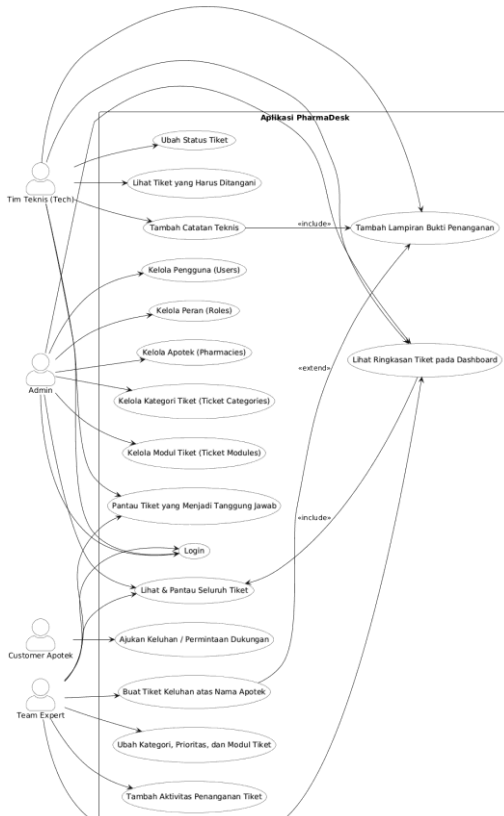 Aplikasi PharmaDesk
Ubah Status Tiket
Lihat Tiket yang Harus Ditangani
Tim Teknis (Tech)
Tambah Catatan Teknis
«include»
Tambah Lampiran Bukti Penanganan
Kelola Pengguna (Users)
Kelola Peran (Roles)
Kelola Apotek (Pharmacies)
Lihat Ringkasan Tiket pada Dashboard
«extend»
Admin
Kelola Kategori Tiket (Ticket Categories)
Kelola Modul Tiket (Ticket Modules)
Pantau Tiket yang Menjadi Tanggung Jawab
«include»
Login
Lihat & Pantau Seluruh Tiket
Ajukan Keluhan / Permintaan Dukungan
Customer Apotek
Buat Tiket Keluhan atas Nama Apotek
Team Expert
Ubah Kategori, Prioritas, dan Modul Tiket
Tambah Aktivitas Penanganan Tiket